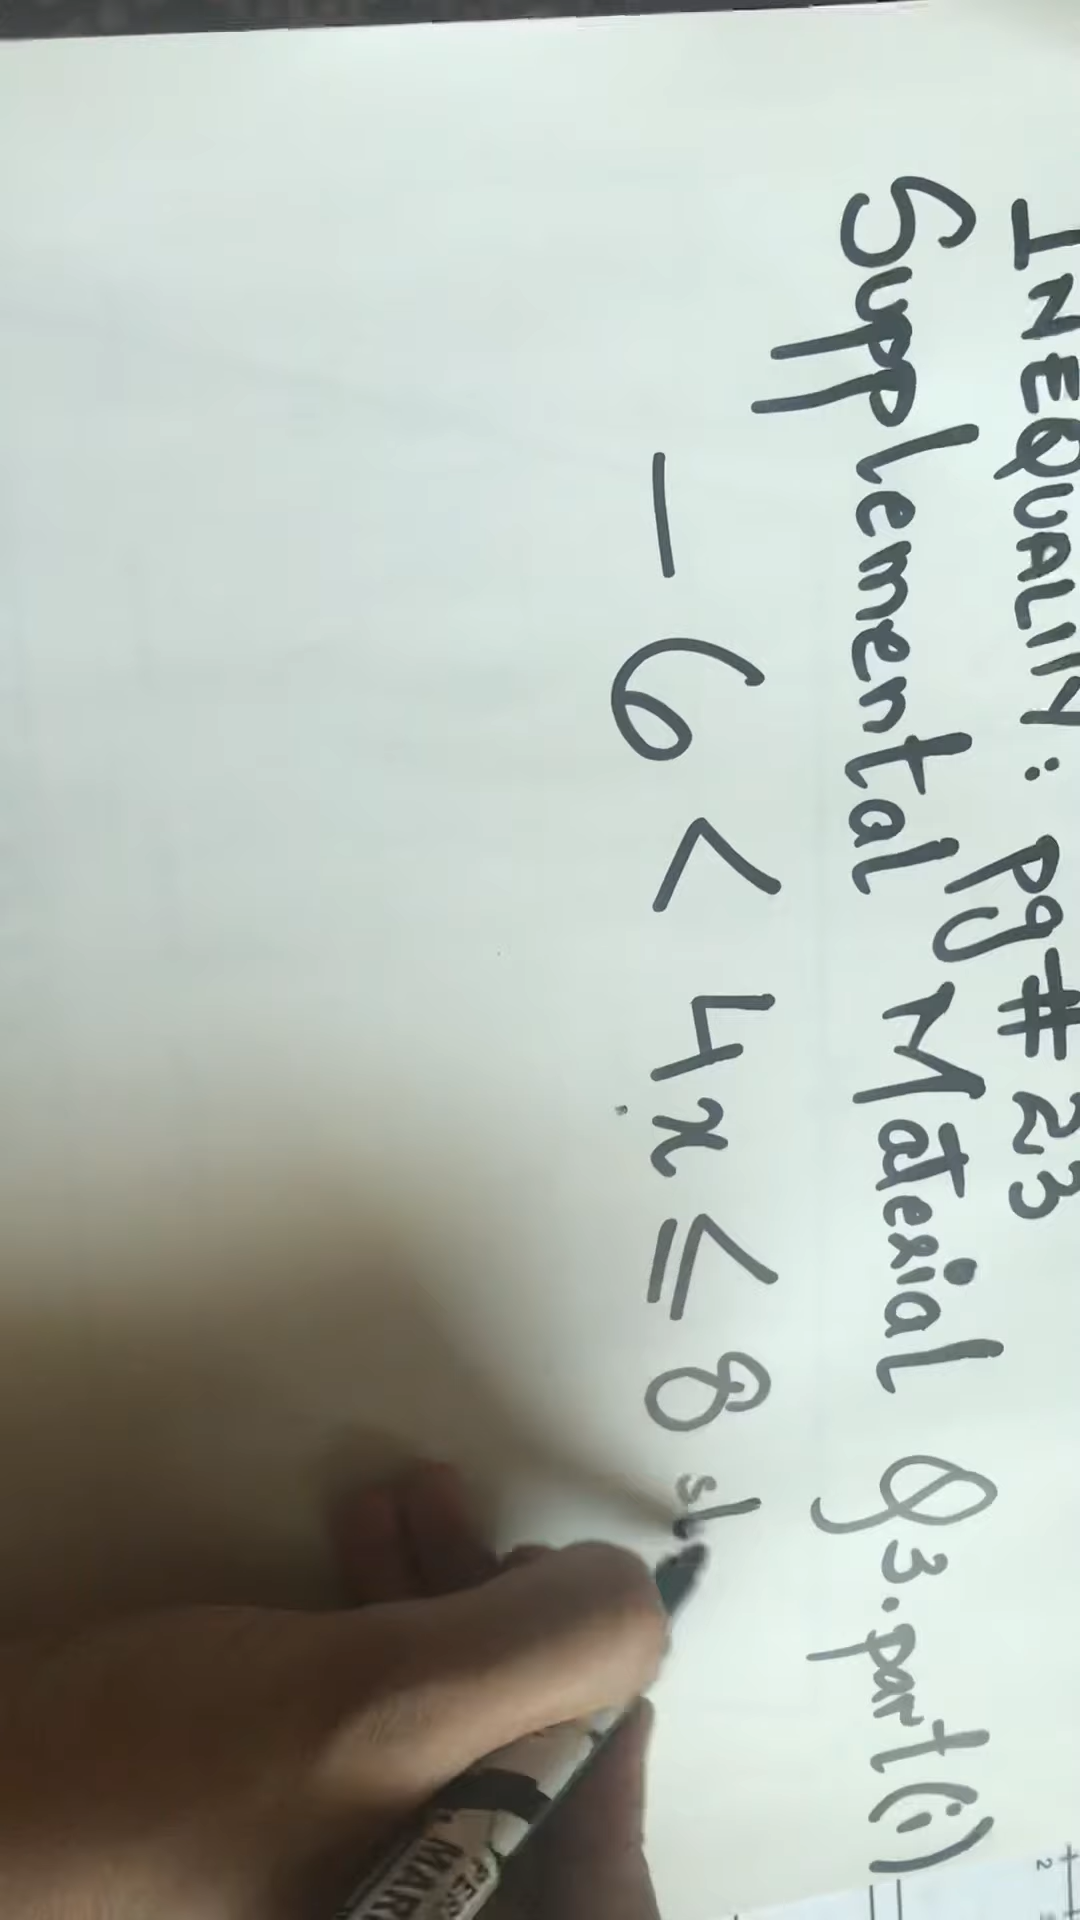 INEQUALITY: pg # 23
Supplemental Material Q3.part(i)
- 6 < 4x ≤ 8